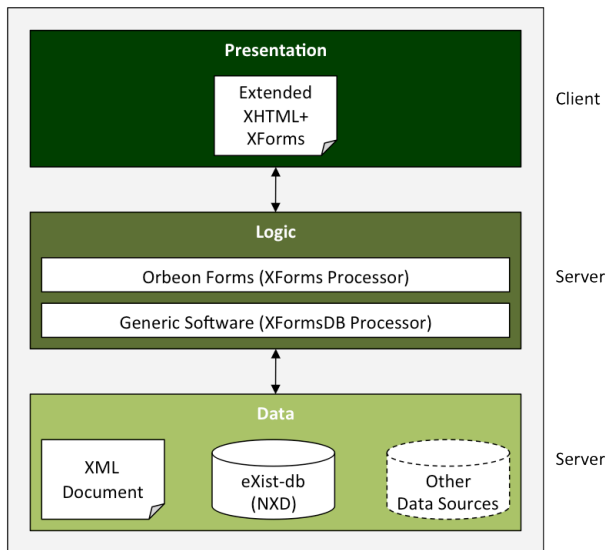 Presentation
Extended
XHTML+
XForms
Client
Logic
Orbeon Forms (XForms Processor)
Server
Generic Software (XFormsDB Processor)
Data
XML
Document
eXist-db
(NXD)
Other
Data Sources
Server